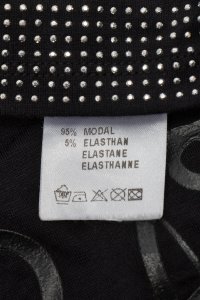 95% MODAL
5% ELASTHAN
ELASTANE
ELASTHANNE